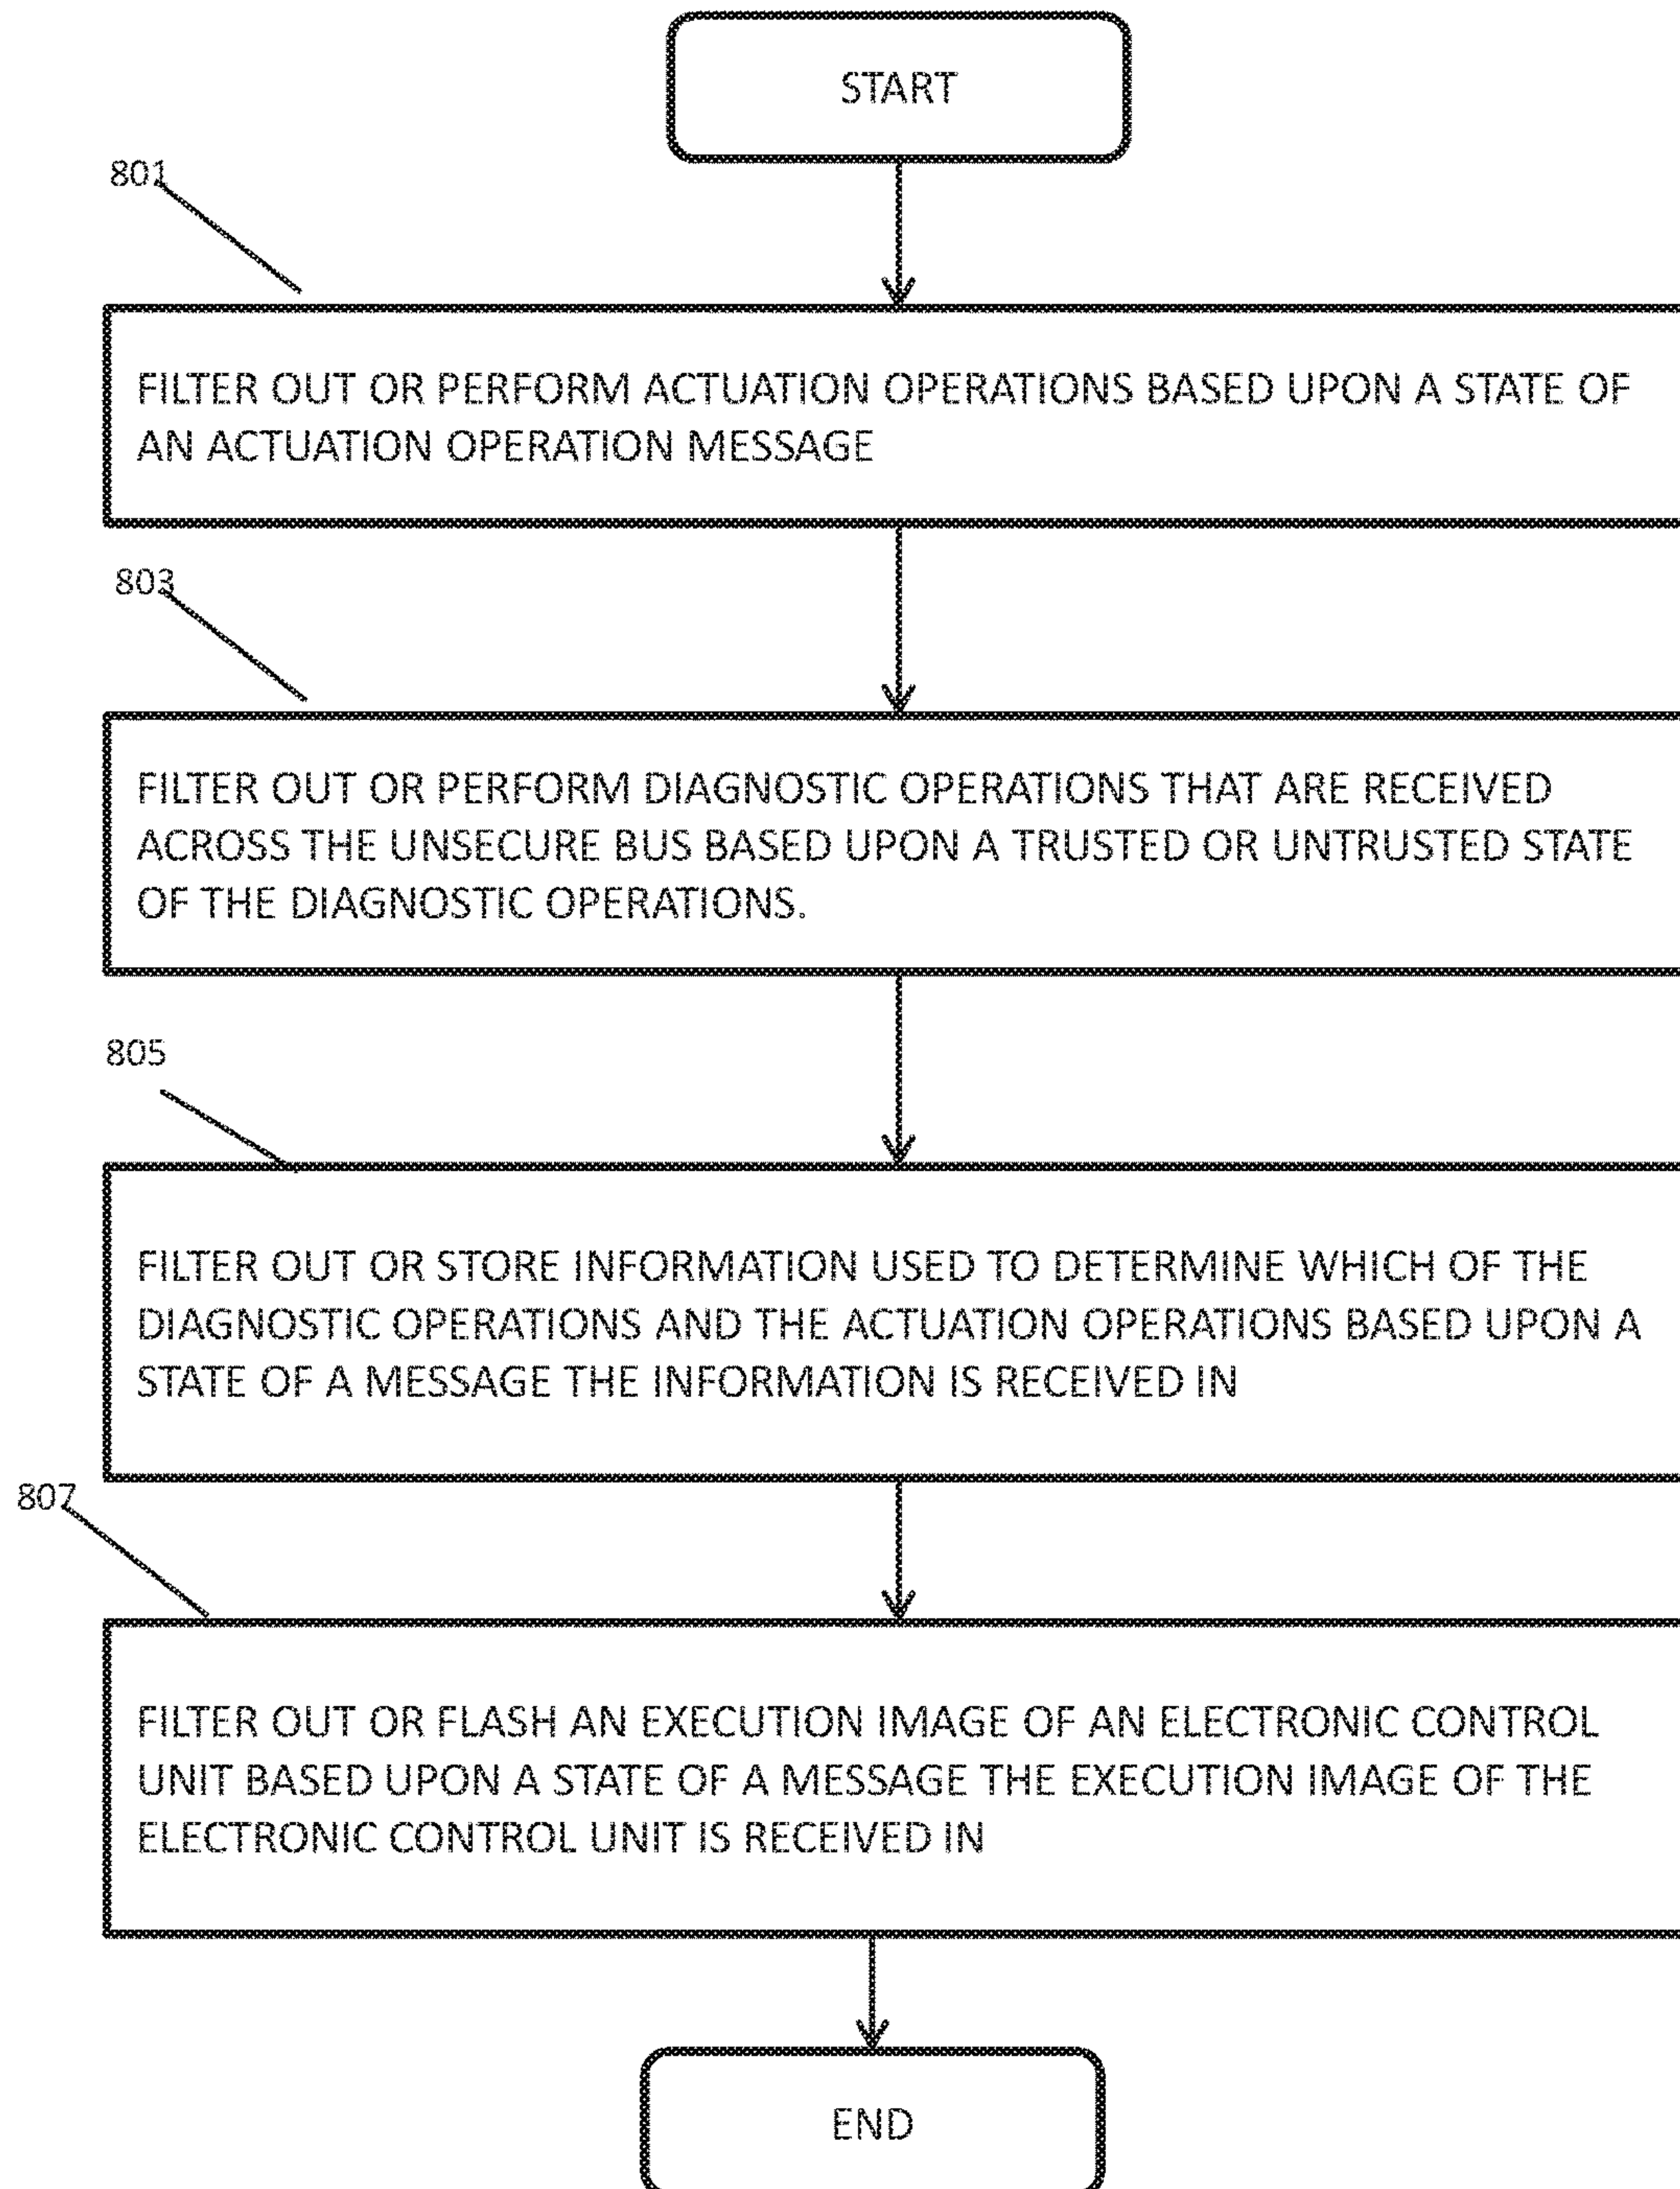 START
801
FILTER OUT OR PERFORM ACTUATION OPERATIONS BASED UPON A STATE OF
AN ACTUATION OPERATION MESSAGE
803
FILTER OUT OR PERFORM DIAGNOSTIC OPERATIONS THAT ARE RECEIVED
ACROSS THE UNSECURE BUS BASED UPON A TRUSTED OR UNTRUSTED STATE
OF THE DIAGNOSTIC OPERATIONS.
805
FILTER OUT OR STORE INFORMATION USED TO DETERMINE WHICH OF THE
DIAGNOSTIC OPERATIONS AND THE ACTUATION OPERATIONS BASED UPON A
STATE OF A MESSAGE THE INFORMATION IS RECEIVED IN
807
FILTER OUT OR FLASH AN EXECUTION IMAGE OF AN ELECTRONIC CONTROL
UNIT BASED UPON A STATE OF A MESSAGE THE EXECUTION IMAGE OF THE
ELECTRONIC CONTROL UNIT IS RECEIVED IN
END